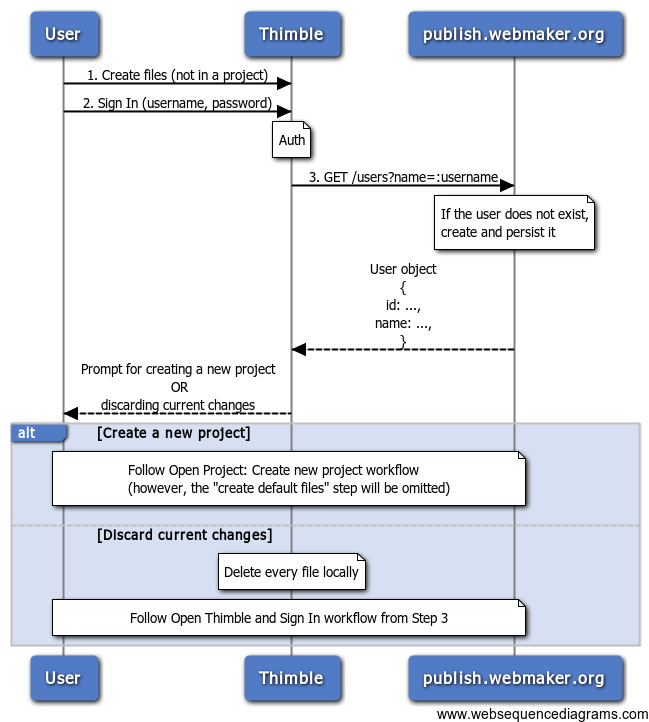 User
Thimble
publish.webmaker.org
1. Create files (not in a project)
2. Sign In (username, password)
Auth
3. GET /users?name=:username
If the user does not exist,
create and persist it
User object
{
id: ...,
name: ...,
}
Prompt for creating a new project
OR
discarding current changes
alt
[Create a new project]
Follow Open Project: Create new project workflow
(however, the "create default files" step will be omitted)
[Discard current changes]
Delete every file locally
Follow Open Thimble and Sign In workflow from Step 3
User
Thimble
publish.webmaker.org
www.websequencediagrams.com